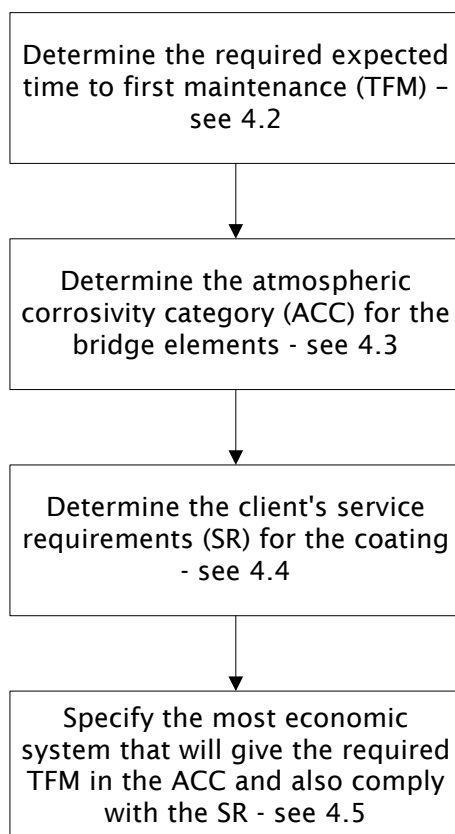 Determine the required expected
time to first maintenance (TFM) –
see 4.2
Determine the atmospheric
corrosivity category (ACC) for the
bridge elements - see 4.3
Determine the client's service
requirements (SR) for the coating
- see 4.4
Specify the most economic
system that will give the required
TFM in the ACC and also comply
with the SR - see 4.5